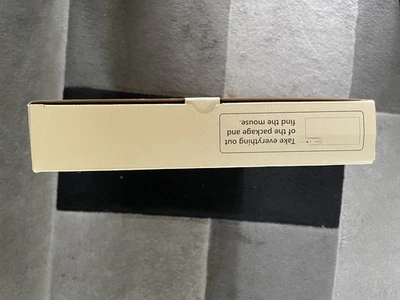 Take everything out
of the package and
find the mouse.